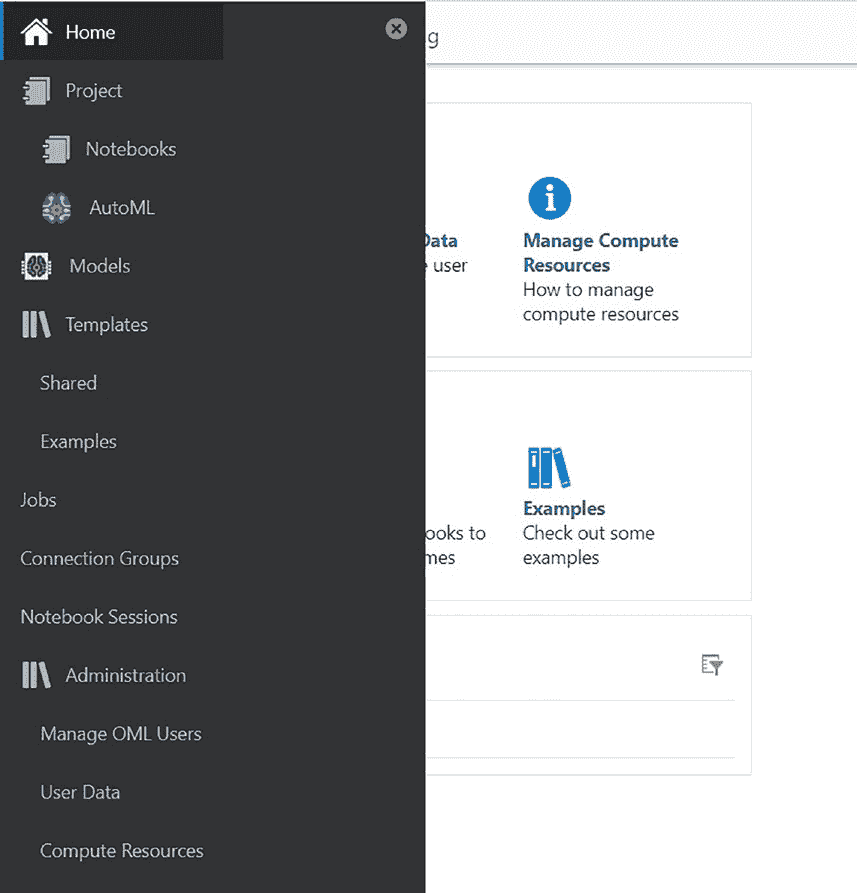 Home
g
Project
Notebooks
AutoML
Models
Templates
Shared
Examples
Jobs
Connection Groups
Notebook Sessions
Administration
Manage OML Users
User Data
Compute Resources
Data
user
Manage Compute
Resources
How to manage
compute resources
ooks to
mes
Examples
Check out some
examples